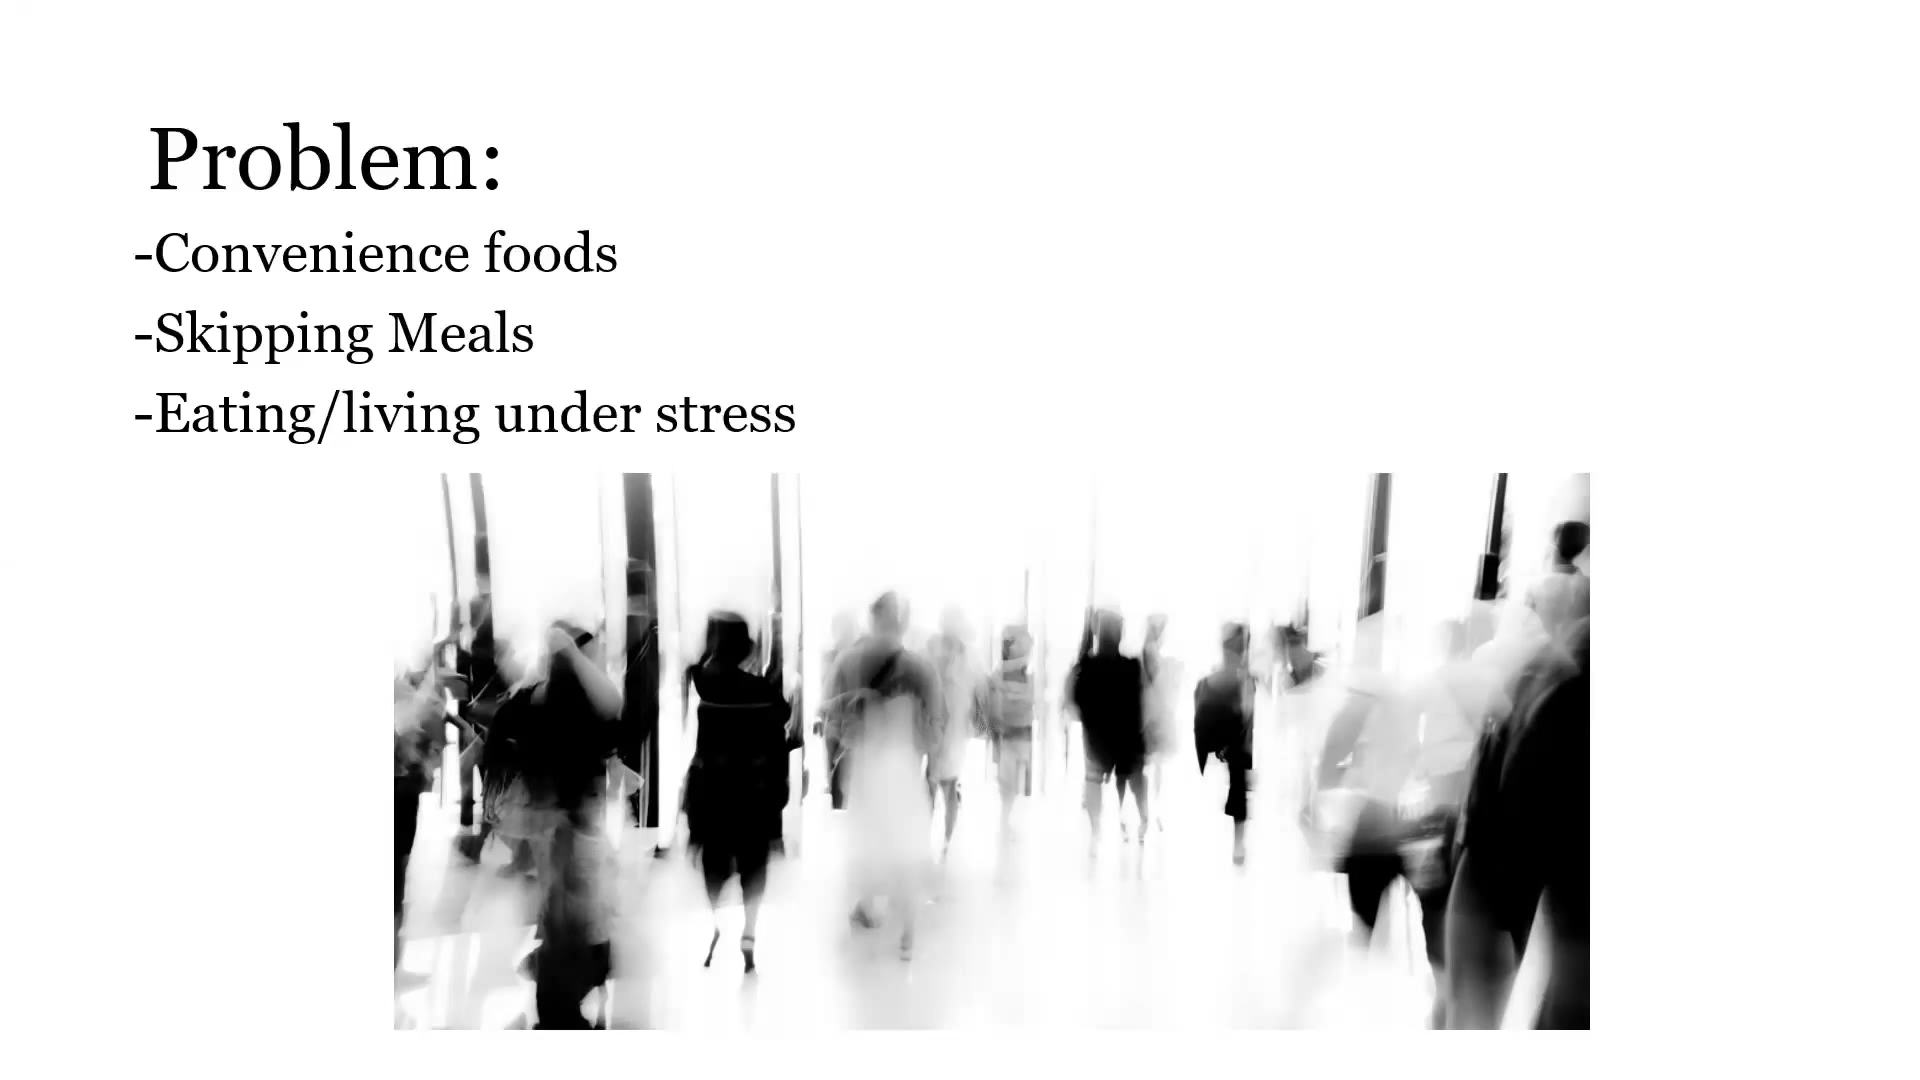 Problem:
-Convenience foods
-Skipping Meals
-Eating/living under stress